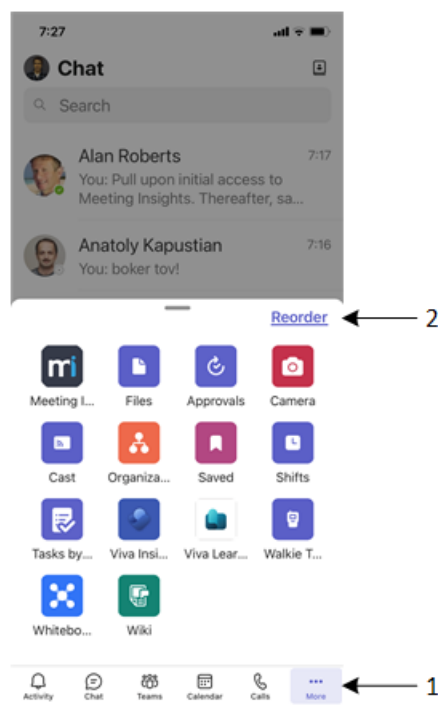 7:27
Chat
Search
Alan Roberts 7:17
You: Pull upon initial access to
Meeting Insights. Thereafter, sa...
Anatoly Kapustian 7:16
You: boker tov!
Reorder 2
mi
Meeting I... Files Approvals Camera
Cast Organiza... Saved Shifts
Tasks by... Viva Insi... Viva Lear... Walkie T...
Whitebo... Wiki
Activity Chat Teams Calendar Calls More 1